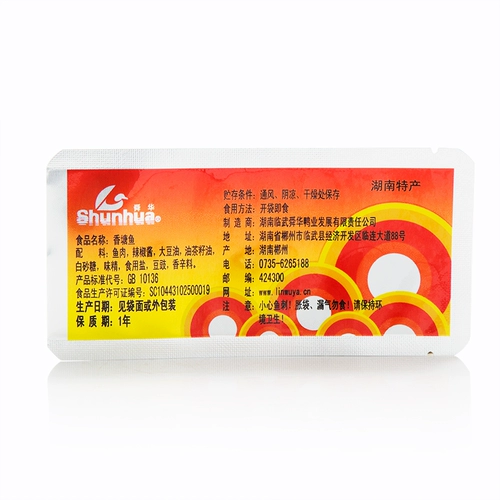 舜华
Shunhua®
食品名称：香塘鱼
配 料：鱼肉，辣椒酱，大豆油，油茶籽油，
白砂糖，味精，食用盐，豆豉，香辛料。
产品标准代号：GB 10136
食品生产许可证编号：SC10443102500019
生产日期：见袋面或外包装
保 质 期：1年
贮存条件：通风、阴凉、干燥处保存
食用方法：开袋即食
制 造 商：湖南临武舜华鸭业发展有限责任公司
地 址：湖南省郴州市临武县经济开发区临连大道88号
产 地：湖南郴州
电 话：0735-6265188
邮 编：424300
网 址：www.linwuya.cn
注 意：小心鱼刺！胀袋、漏气勿食！请保持环
境卫生！
湖南特产